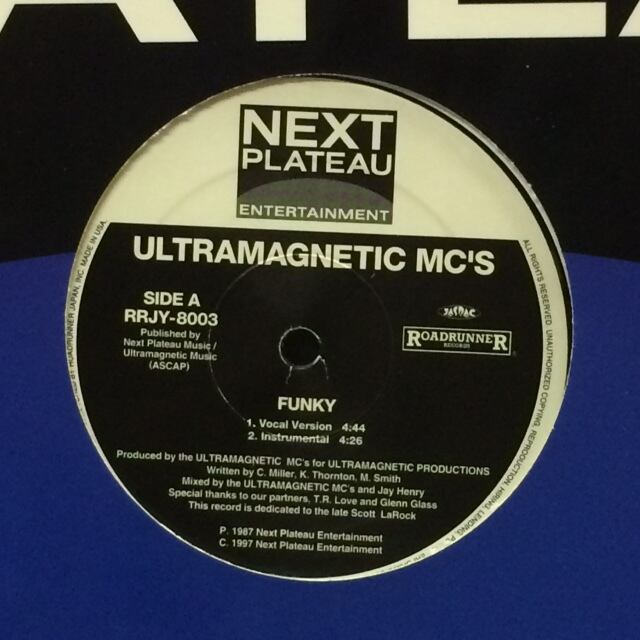 NEXT
PLATEAU
ENTERTAINMENT
ULTRAMAGNETIC MC'S
SIDE A
RRJY-8003
Published by
Next Plateau Music /
Ultramagnetic Music
(ASCAP)
ROADRUNNER
RECORDS
FUNKY
1. Vocal Version 4:44
2. Instrumental 4:26
Produced by the ULTRAMAGNETIC MC's for ULTRAMAGNETIC PRODUCTIONS
Written by C. Miller, K. Thornton, M. Smith
Mixed by the ULTRAMAGNETIC MC's and Jay Henry
Special thanks to our partners, T.R. Love and Glenn Glass
This record is dedicated to the late Scott LaRock
P. 1987 Next Plateau Entertainment
C. 1997 Next Plateau Entertainment
BY ROADRUNNER JAPAN, INC. MADE IN USA
ALL RIGHTS RESERVED. UNAUTHORIZED COPYING, REPRODUCTION, HIRING, LENDING,